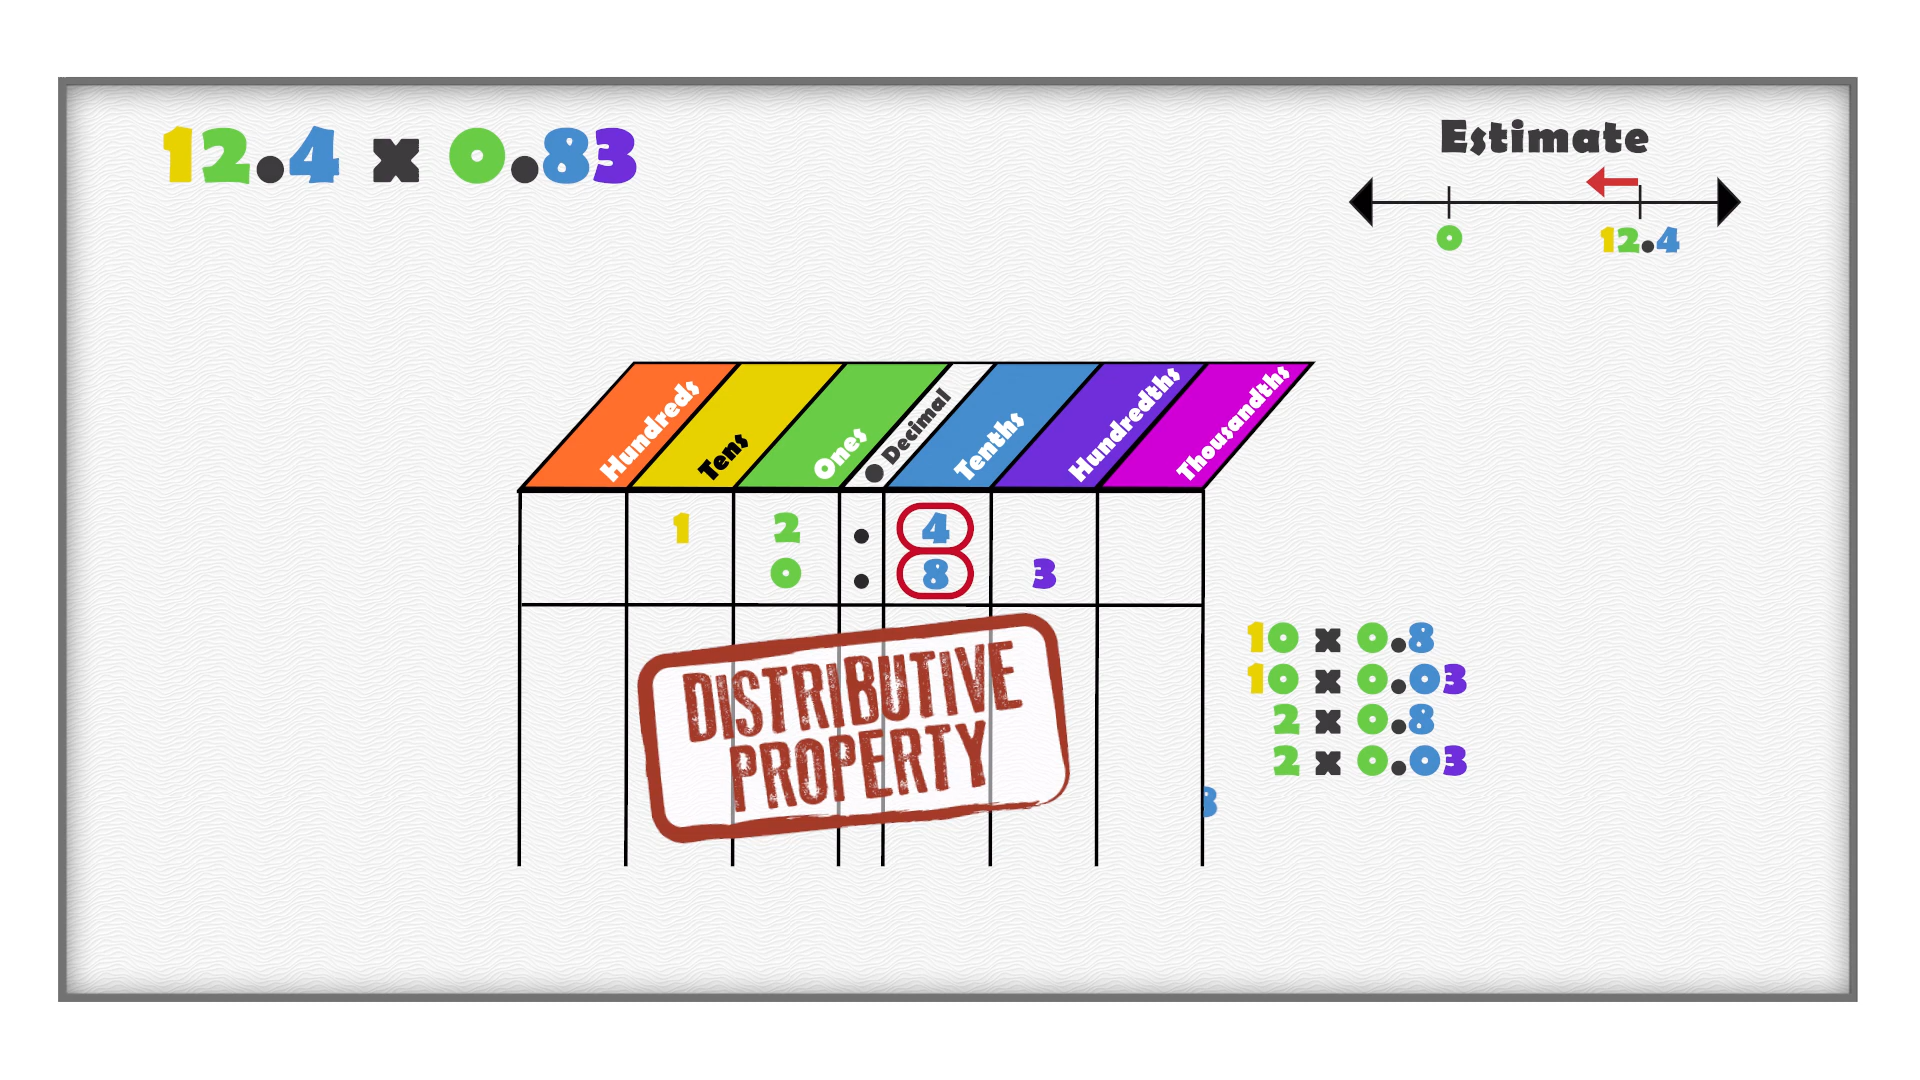 12.4 x 0.83
Estimate
0 12.4
Hundreds Tens Ones Decimal Tenths Hundredths Thousandths
1 2 . 4
0 . 8 3
DISTRIBUTIVE
PROPERTY
10 x 0.8
10 x 0.03
2 x 0.8
2 x 0.03
8